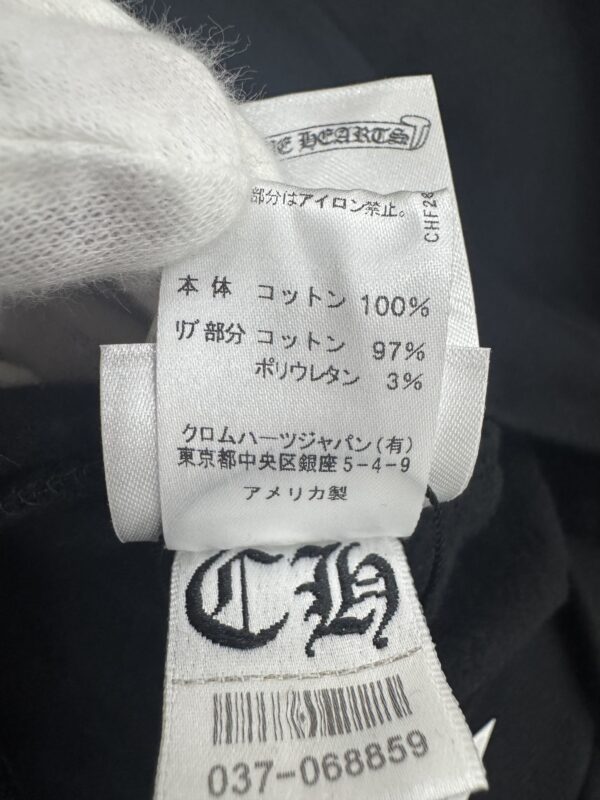 HEARTS
部分はアイロン禁止。
CHF28
本体 コットン 100%
リブ部分 コットン 97%
ポリウレタン 3%
クロムハーツジャパン(有)
東京都中央区銀座5-4-9
アメリカ製
CH
037-068859